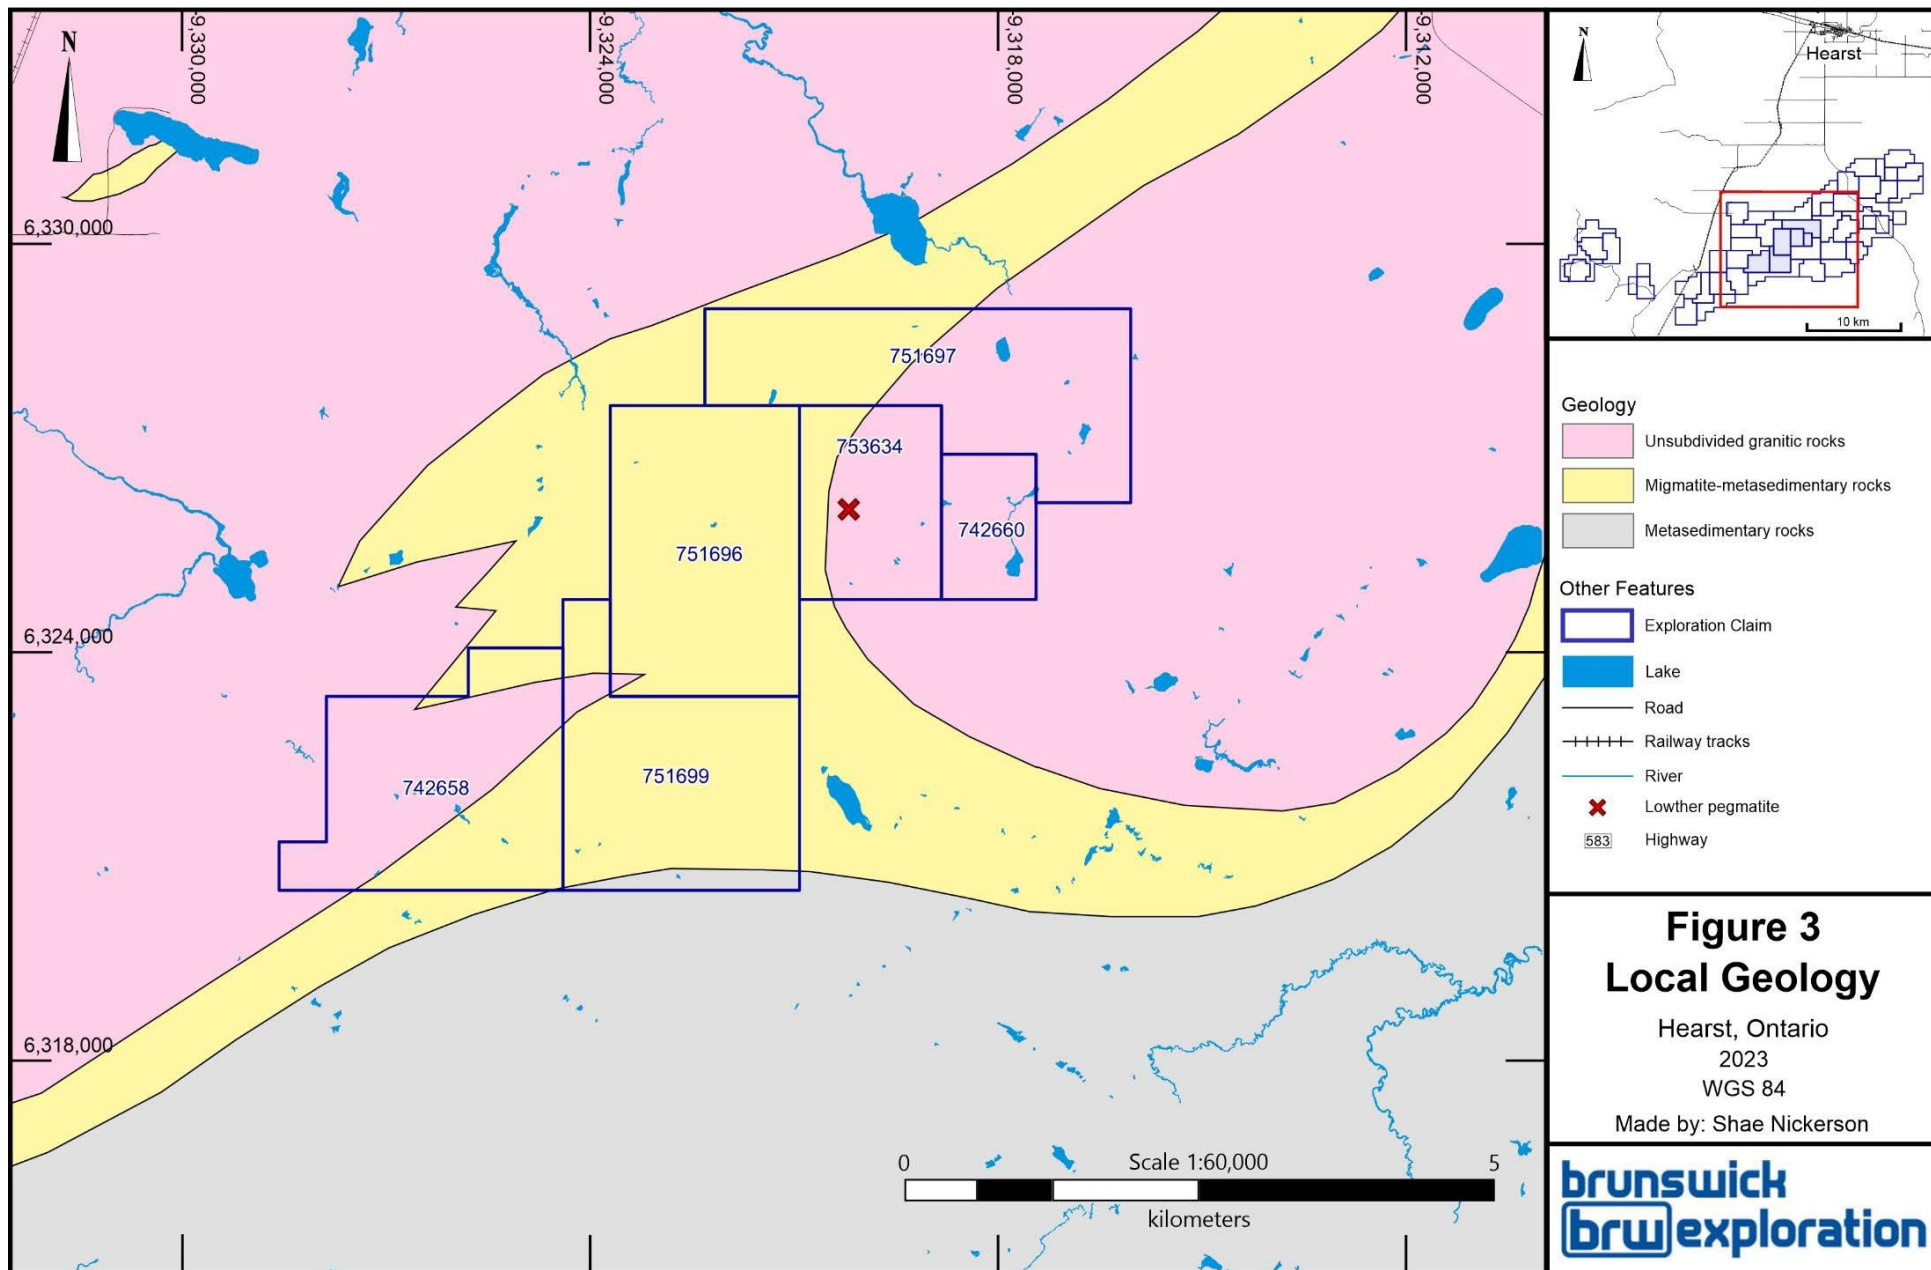 N
9,330,000
9,324,000
9,318,000
9,312,000
6,330,000
6,324,000
6,318,000
751697
753634
742660
751696
742658
751699
0
Scale 1:60,000
5
kilometers
N
Hearst
10 km
Geology
Unsubdivided granitic rocks
Migmatite-metasedimentary rocks
Metasedimentary rocks
Other Features
Exploration Claim
Lake
Road
Railway tracks
River
Lowther pegmatite
583
Highway
Figure 3
Local Geology
Hearst, Ontario
2023
WGS 84
Made by: Shae Nickerson
brunswick
brw exploration